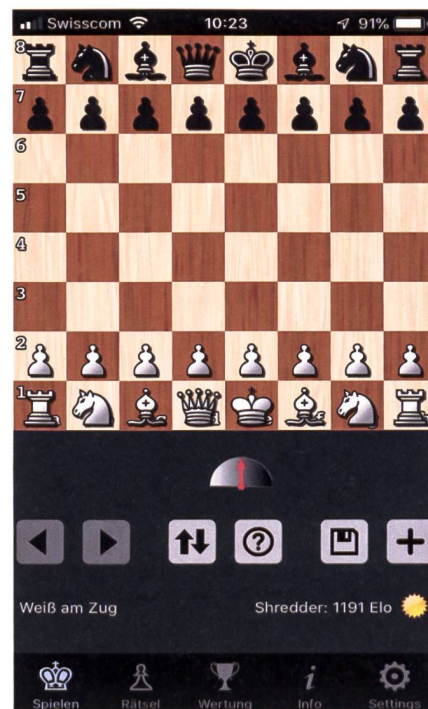 Swisscom 10:23 91%
8
7
6
5
4
3
2
1
Weiß am Zug Shredder: 1191 Elo
Spielen Rätsel Wertung Info Settings